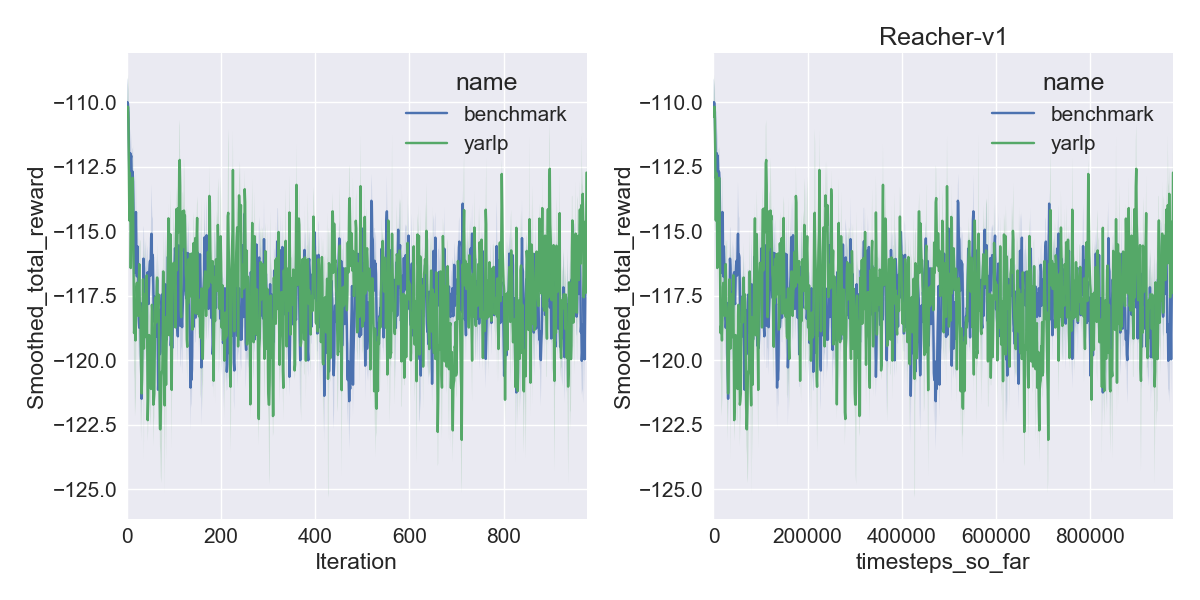 Smoothed_total_reward
−110.0
−112.5
−115.0
−117.5
−120.0
−122.5
−125.0
name
benchmark
yarlp
0 200 400 600 800
Iteration
Reacher-v1
Smoothed_total_reward
−110.0
−112.5
−115.0
−117.5
−120.0
−122.5
−125.0
name
benchmark
yarlp
0 200000 400000 600000 800000
timesteps_so_far